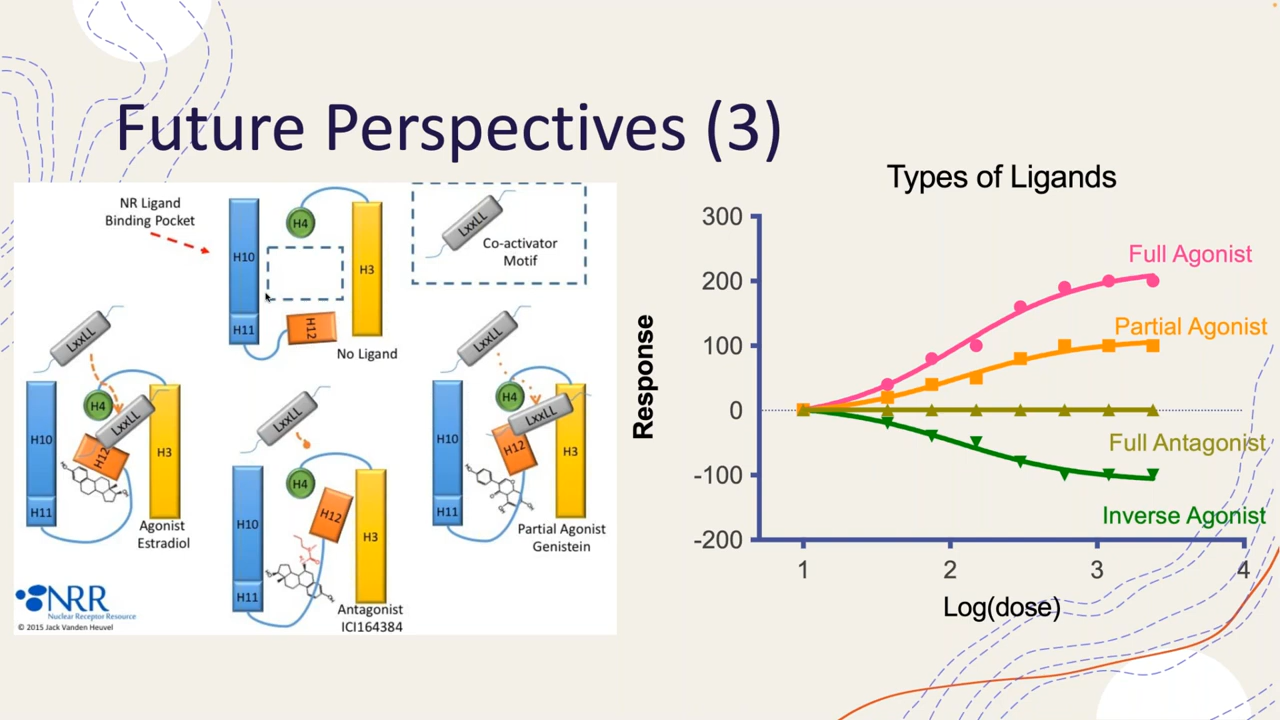 Future Perspectives (3)
NR Ligand
Binding Pocket
H10
H11
H4
H12
H3
No Ligand
LxxLL
Co-activator
Motif
LxxLL
H10
H11
H4
LxxLL
H12
H3
Agonist
Estradiol
LxxLL
H10
H11
H4
H12
H3
Antagonist
ICI164384
LxxLL
H10
H11
H4
LxxLL
H12
H3
Partial Agonist
Genistein
NRR
Nuclear Receptor Resource
© 2015 Jack Vanden Heuvel
Types of Ligands
Response
300
200
100
0
-100
-200
Full Agonist
Partial Agonist
Full Antagonist
Inverse Agonist
1 2 3 4
Log(dose)